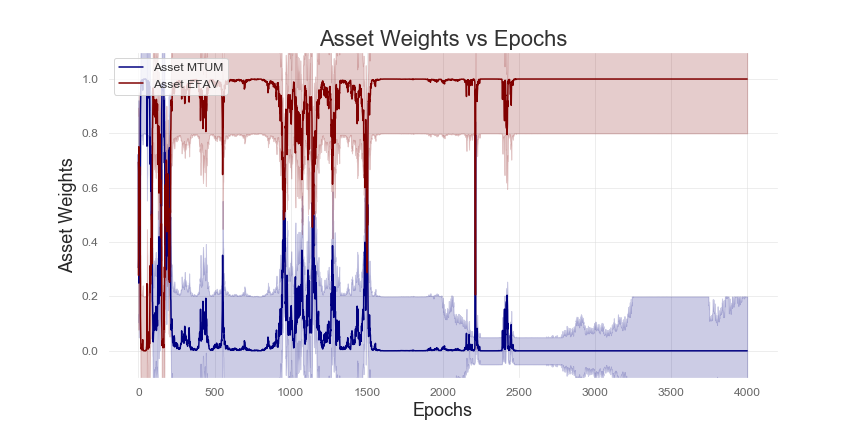 Asset Weights vs Epochs
Asset MTUM
Asset EFAV
1.0
0.8
0.6
0.4
0.2
0.0
Asset Weights
0 500 1000 1500 2000 2500 3000 3500 4000
Epochs